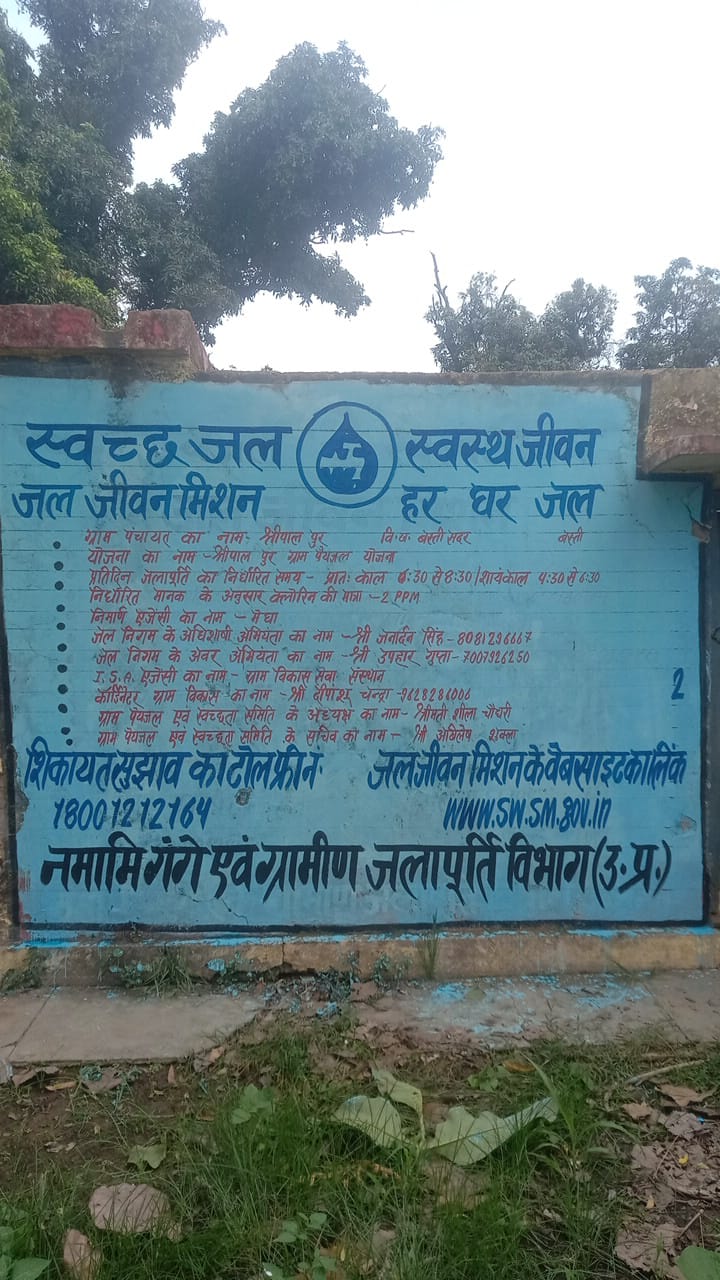 स्वच्छ जल स्वस्थ जीवन
जल जीवन मिशन हर घर जल
ग्राम पंचायत का नाम- श्रीपाल पुर वि.ख. बस्ती सदर बस्ती
योजना का नाम - श्रीपाल पुर ग्राम पेयजल योजना
प्रतिदिन जलापूर्ति का निर्धारित समय - प्रातः काल 6:30 से 8:30/शायंकाल 4:30 से 6:30
निर्धारित मानक के अनुसार क्लोरिन की मात्रा -2 PPM
निमार्ण एजेंसी का नाम - मेघा
जल निगम के अधिशाषी अभियंता का नाम -श्री जनार्दन सिंह- 8081296667
जल निगम के अवर अभियंता का नाम -श्री उपहार गुप्ता- 7007926250
I.S.A. एजेंसी का नाम- ग्राम विकास सेवा संस्थान
कॉर्डिनेटर ग्राम विकास का नाम - श्री दीपांशू चन्द्रा -9628286006
ग्राम पेयजल एवं स्वच्छता समिति के अध्यक्ष का नाम- श्रीमती शीला चौधरी
ग्राम पेयजल एवं स्वच्छता समिति के सचिव का नाम - श्री अखिलेष शुक्ला
2
शिकायत सुझाव का टोल फ्री नं. जल जीवन मिशन के वेबसाइट का लिंक
18001212164 www.sw.sm.gov.in
नमामि गंगे एवं ग्रामीण जलापूर्ति विभाग (उ.प्र.)